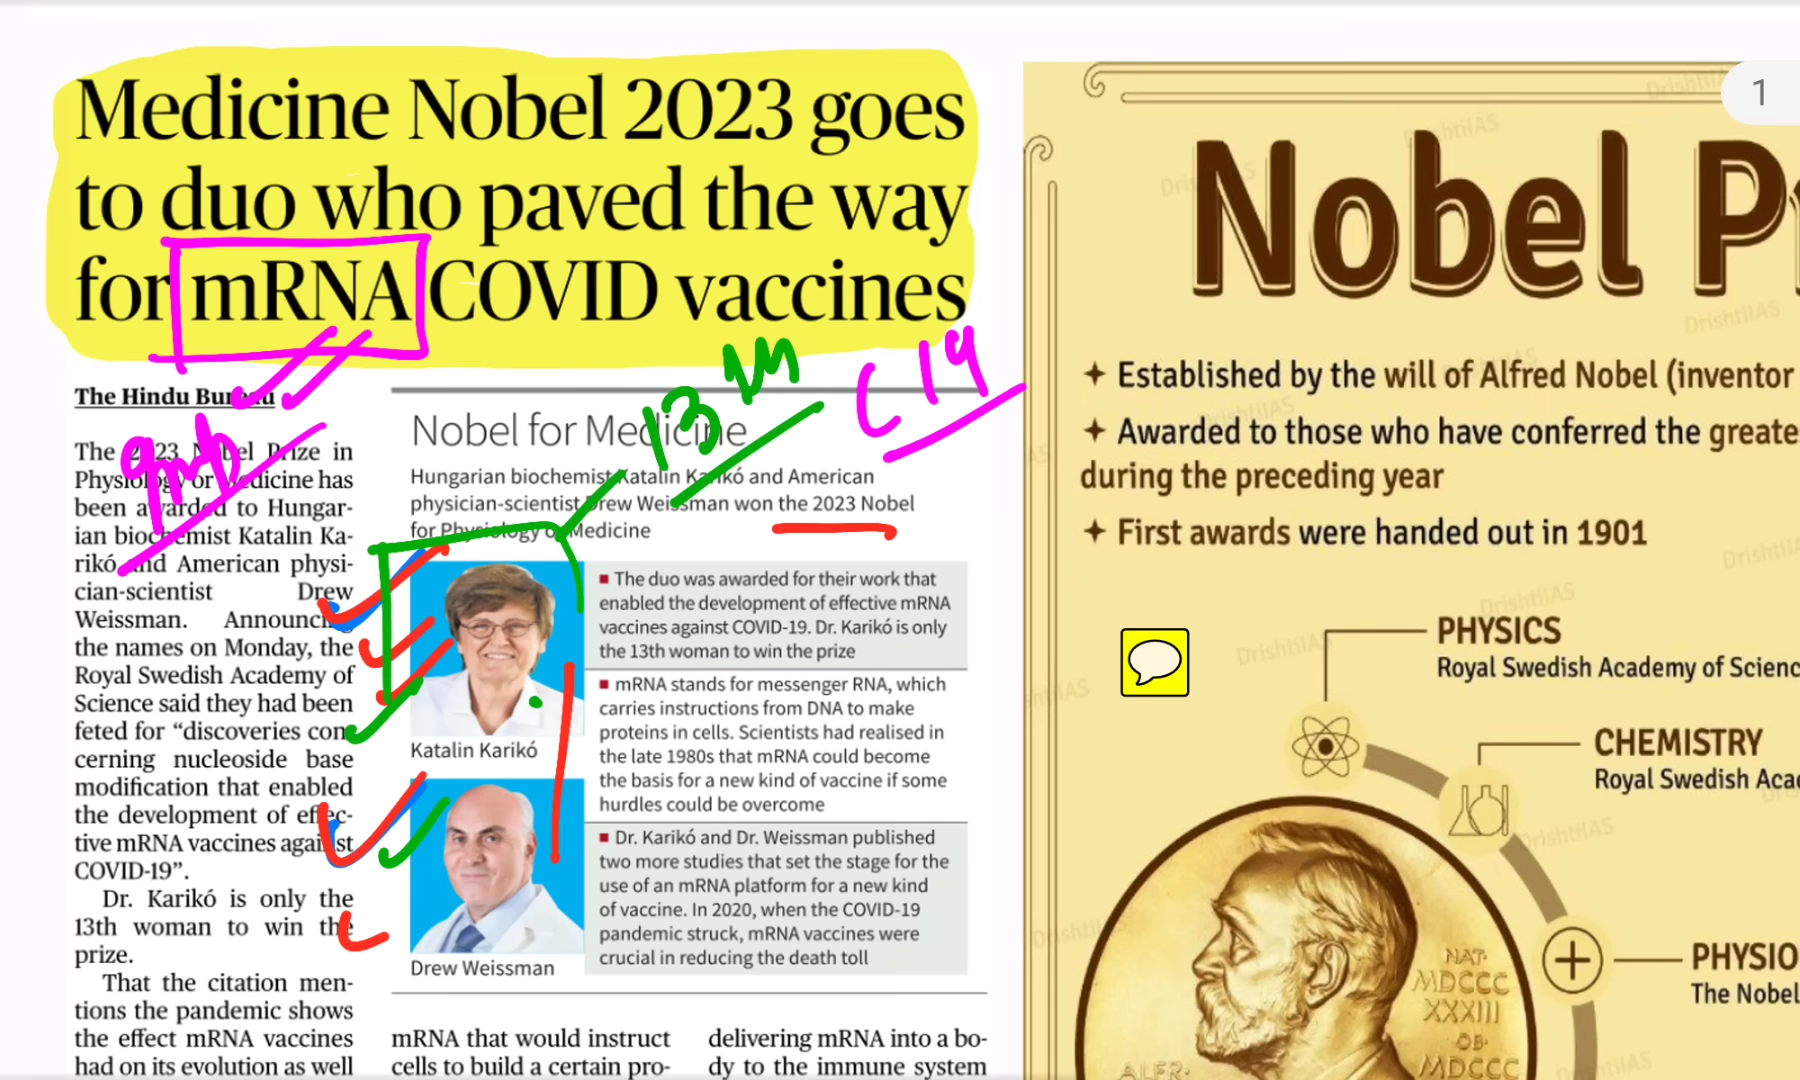 Medicine Nobel 2023 goes
to duo who paved the way
for mRNA COVID vaccines
13 m
C 19
The Hindu Bureau
The 2023 Nobel Prize in
Physiology or Medicine has
been awarded to Hungar-
ian biochemist Katalin Ka-
rikó and American physi-
cian-scientist Drew
Weissman. Announcing
the names on Monday, the
Royal Swedish Academy of
Science said they had been
feted for “discoveries con-
cerning nucleoside base
modification that enabled
the development of effec-
tive mRNA vaccines against
COVID-19”.
Dr. Karikó is only the
13th woman to win the
prize.
That the citation men-
tions the pandemic shows
the effect mRNA vaccines
had on its evolution as well
Nobel for Medicine
Hungarian biochemist Katalin Karikó and American
physician-scientist Drew Weissman won the 2023 Nobel
for Physiology or Medicine
Katalin Karikó
Drew Weissman
■ The duo was awarded for their work that
enabled the development of effective mRNA
vaccines against COVID-19. Dr. Karikó is only
the 13th woman to win the prize
■ mRNA stands for messenger RNA, which
carries instructions from DNA to make
proteins in cells. Scientists had realised in
the late 1980s that mRNA could become
the basis for a new kind of vaccine if some
hurdles could be overcome
■ Dr. Karikó and Dr. Weissman published
two more studies that set the stage for the
use of an mRNA platform for a new kind
of vaccine. In 2020, when the COVID-19
pandemic struck, mRNA vaccines were
crucial in reducing the death toll
mRNA that would instruct
cells to build a certain pro-
delivering mRNA into a bo-
dy to the immune system
1
Nobel P
Established by the will of Alfred Nobel (inventor
Awarded to those who have conferred the greate
during the preceding year
First awards were handed out in 1901
PHYSICS
Royal Swedish Academy of Scienc
CHEMISTRY
Royal Swedish Aca
PHYSIO
The Nobel
NAT·
MDCCC
XXXIII
OB·
MDCCC
ALFR·
DrishtiIAS